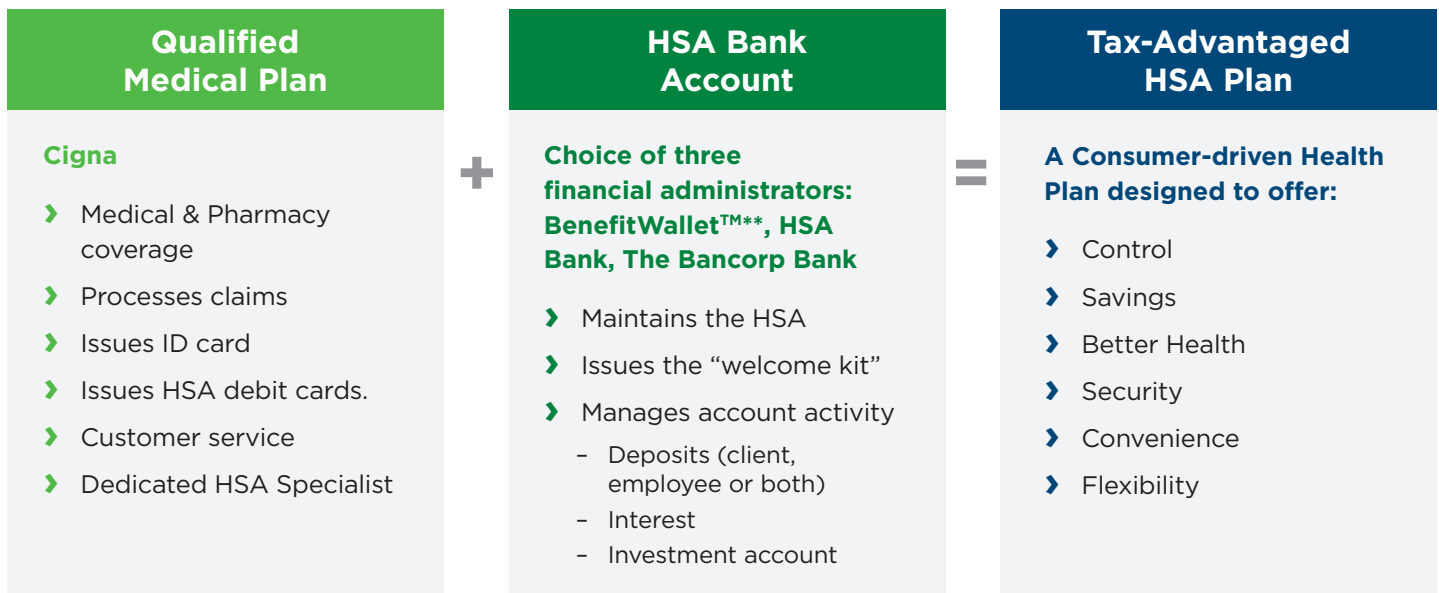 Qualified
Medical Plan
Cigna
› Medical & Pharmacy
coverage
› Processes claims
› Issues ID card
› Issues HSA debit cards.
› Customer service
› Dedicated HSA Specialist
+
HSA Bank
Account
Choice of three
financial administrators:
BenefitWallet™**, HSA
Bank, The Bancorp Bank
› Maintains the HSA
› Issues the “welcome kit”
› Manages account activity
– Deposits (client,
employee or both)
– Interest
– Investment account
=
Tax-Advantaged
HSA Plan
A Consumer-driven Health
Plan designed to offer:
› Control
› Savings
› Better Health
› Security
› Convenience
› Flexibility